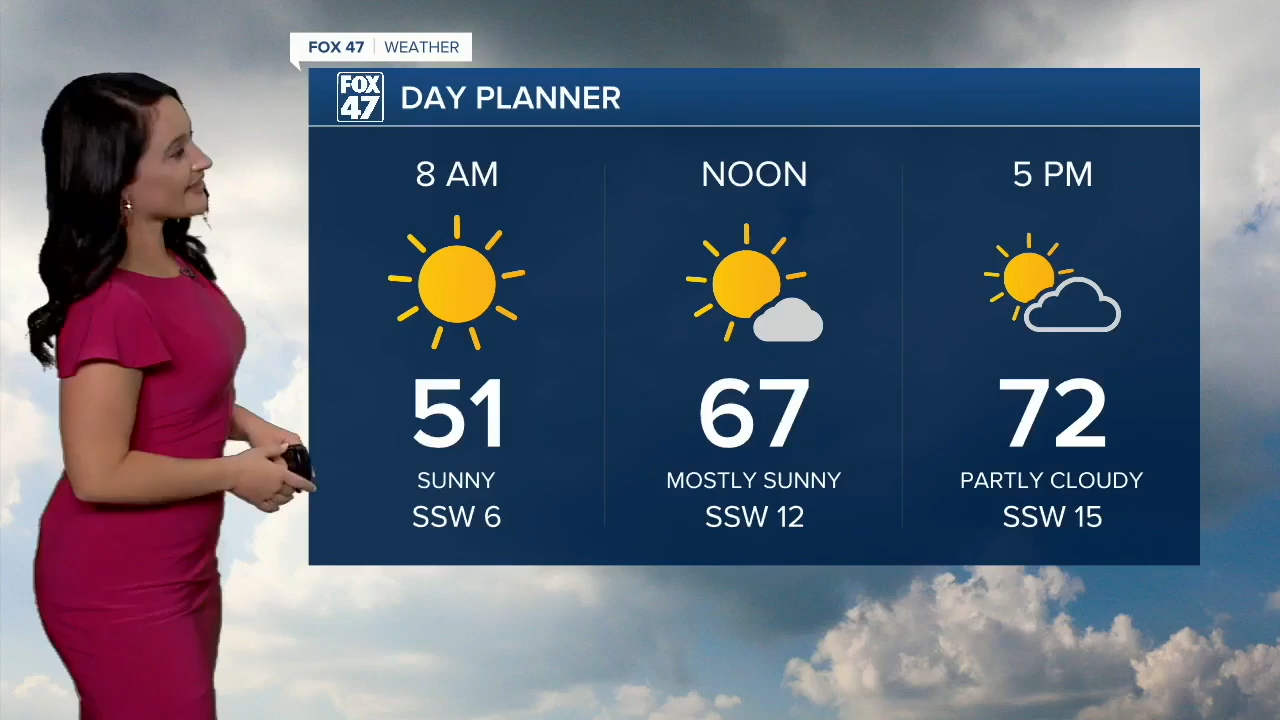 FOX 47 | WEATHER
FOX 47
DAY PLANNER
8 AM
51
SUNNY
SSW 6
NOON
67
MOSTLY SUNNY
SSW 12
5 PM
72
PARTLY CLOUDY
SSW 15